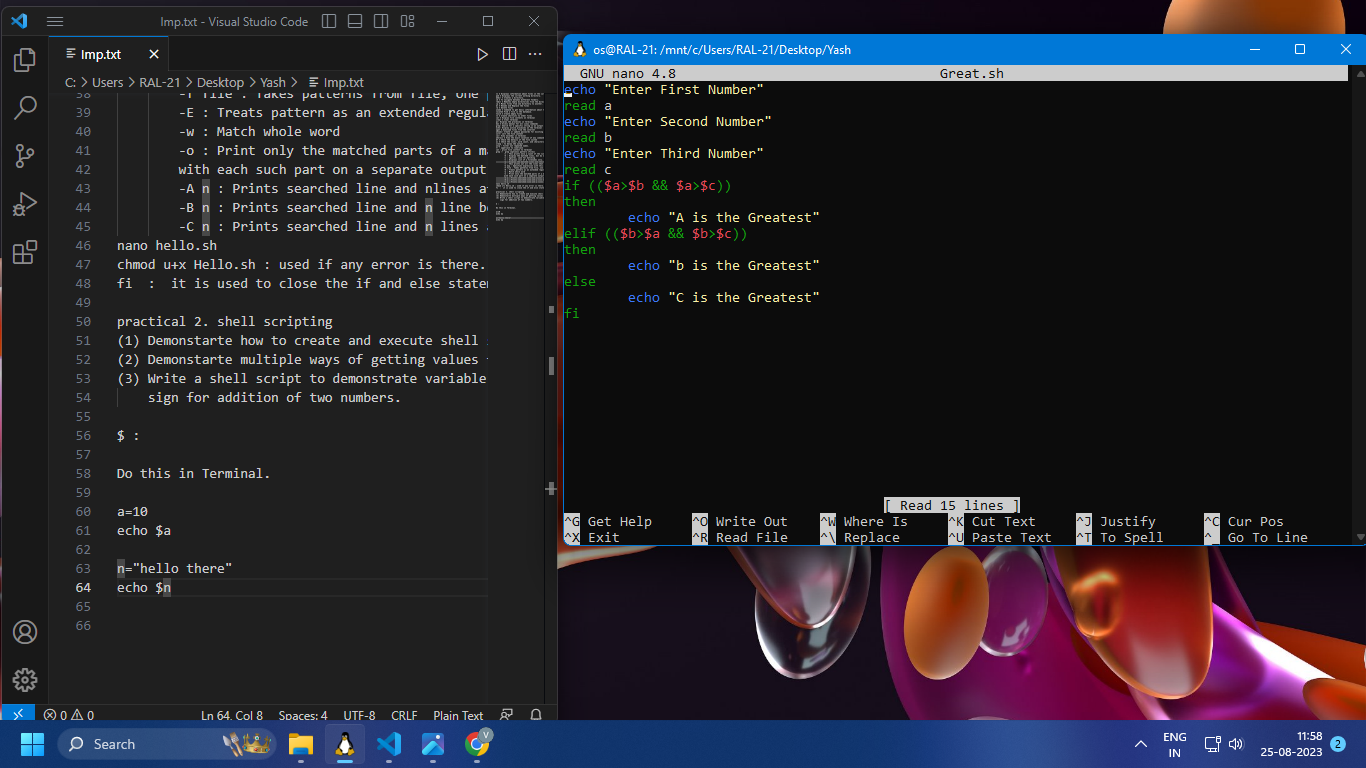 Imp.txt - Visual Studio Code
Imp.txt
C: > Users > RAL-21 > Desktop > Yash > Imp.txt
38 -f file : Takes patterns from file, one
39 -E : Treats pattern as an extended regula
40 -w : Match whole word
41 -o : Print only the matched parts of a ma
42 with each such part on a separate output
43 -A n : Prints searched line and nlines a
44 -B n : Prints searched line and n line be
45 -C n : Prints searched line and n lines
46 nano hello.sh
47 chmod u+x Hello.sh : used if any error is there.
48 fi : it is used to close the if and else state
49
50 practical 2. shell scripting
51 (1) Demonstarte how to create and execute shell
52 (2) Demonstarte multiple ways of getting values
53 (3) Write a shell script to demonstrate variable
54 sign for addition of two numbers.
55
56 $ :
57
58 Do this in Terminal.
59
60 a=10
61 echo $a
62
63 n="hello there"
64 echo $n
65
66
0 0 Ln 64, Col 8 Spaces: 4 UTF-8 CRLF Plain Text
os@RAL-21: /mnt/c/Users/RAL-21/Desktop/Yash
GNU nano 4.8 Great.sh
echo "Enter First Number"
read a
echo "Enter Second Number"
read b
echo "Enter Third Number"
read c
if (($a>$b && $a>$c))
then
echo "A is the Greatest"
elif (($b>$a && $b>$c))
then
echo "b is the Greatest"
else
echo "C is the Greatest"
fi
[ Read 15 lines ]
^G Get Help ^O Write Out ^W Where Is ^K Cut Text ^J Justify ^C Cur Pos
^X Exit ^R Read File ^\ Replace ^U Paste Text ^T To Spell ^_ Go To Line
Search
V
ENG
IN
11:58
25-08-2023
2